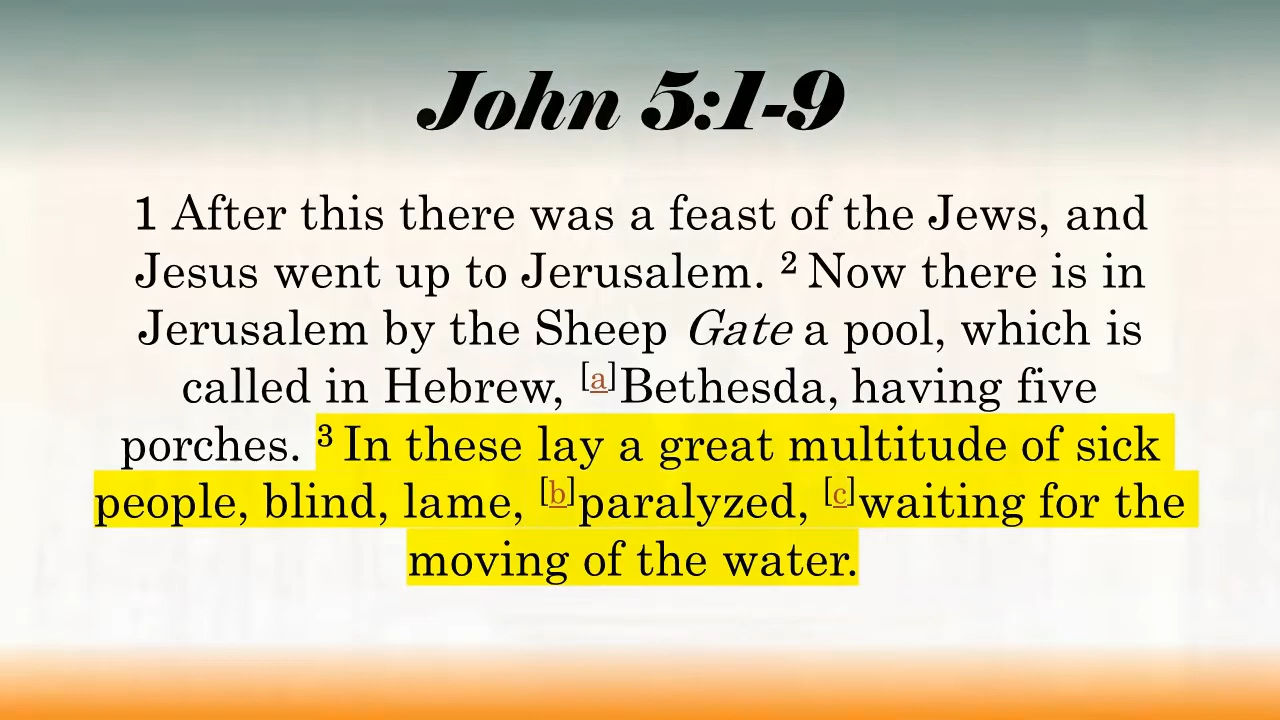 John 5:1-9
1 After this there was a feast of the Jews, and
Jesus went up to Jerusalem. 2 Now there is in
Jerusalem by the Sheep Gate a pool, which is
called in Hebrew, [a]Bethesda, having five
porches. 3 In these lay a great multitude of sick
people, blind, lame, [b]paralyzed, [c]waiting for the
moving of the water.